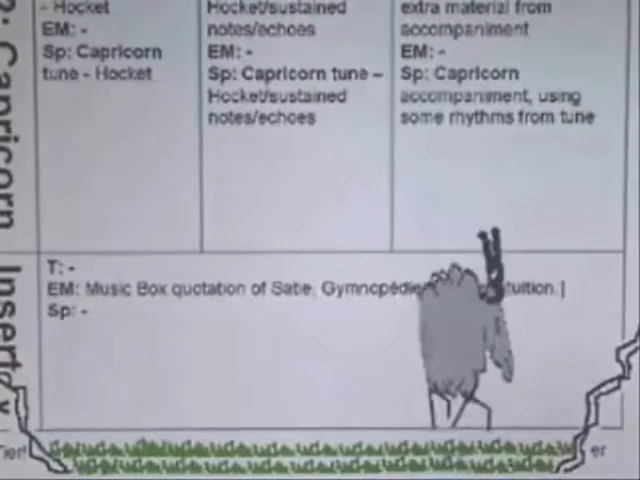 - Hocket
EM: -
Sp: Capricorn
tune - Hocket
Hocket/sustained
notes/echoes
EM: -
Sp: Capricorn tune –
Hocket/sustained
notes/echoes
extra material from
accompaniment
EM: -
Sp: Capricorn
accompaniment, using
some rhythms from tune
T: -
EM: Music Box quotation of Satie, Gymnopédie tuition.]
Sp: -
Capricorn Insert
er